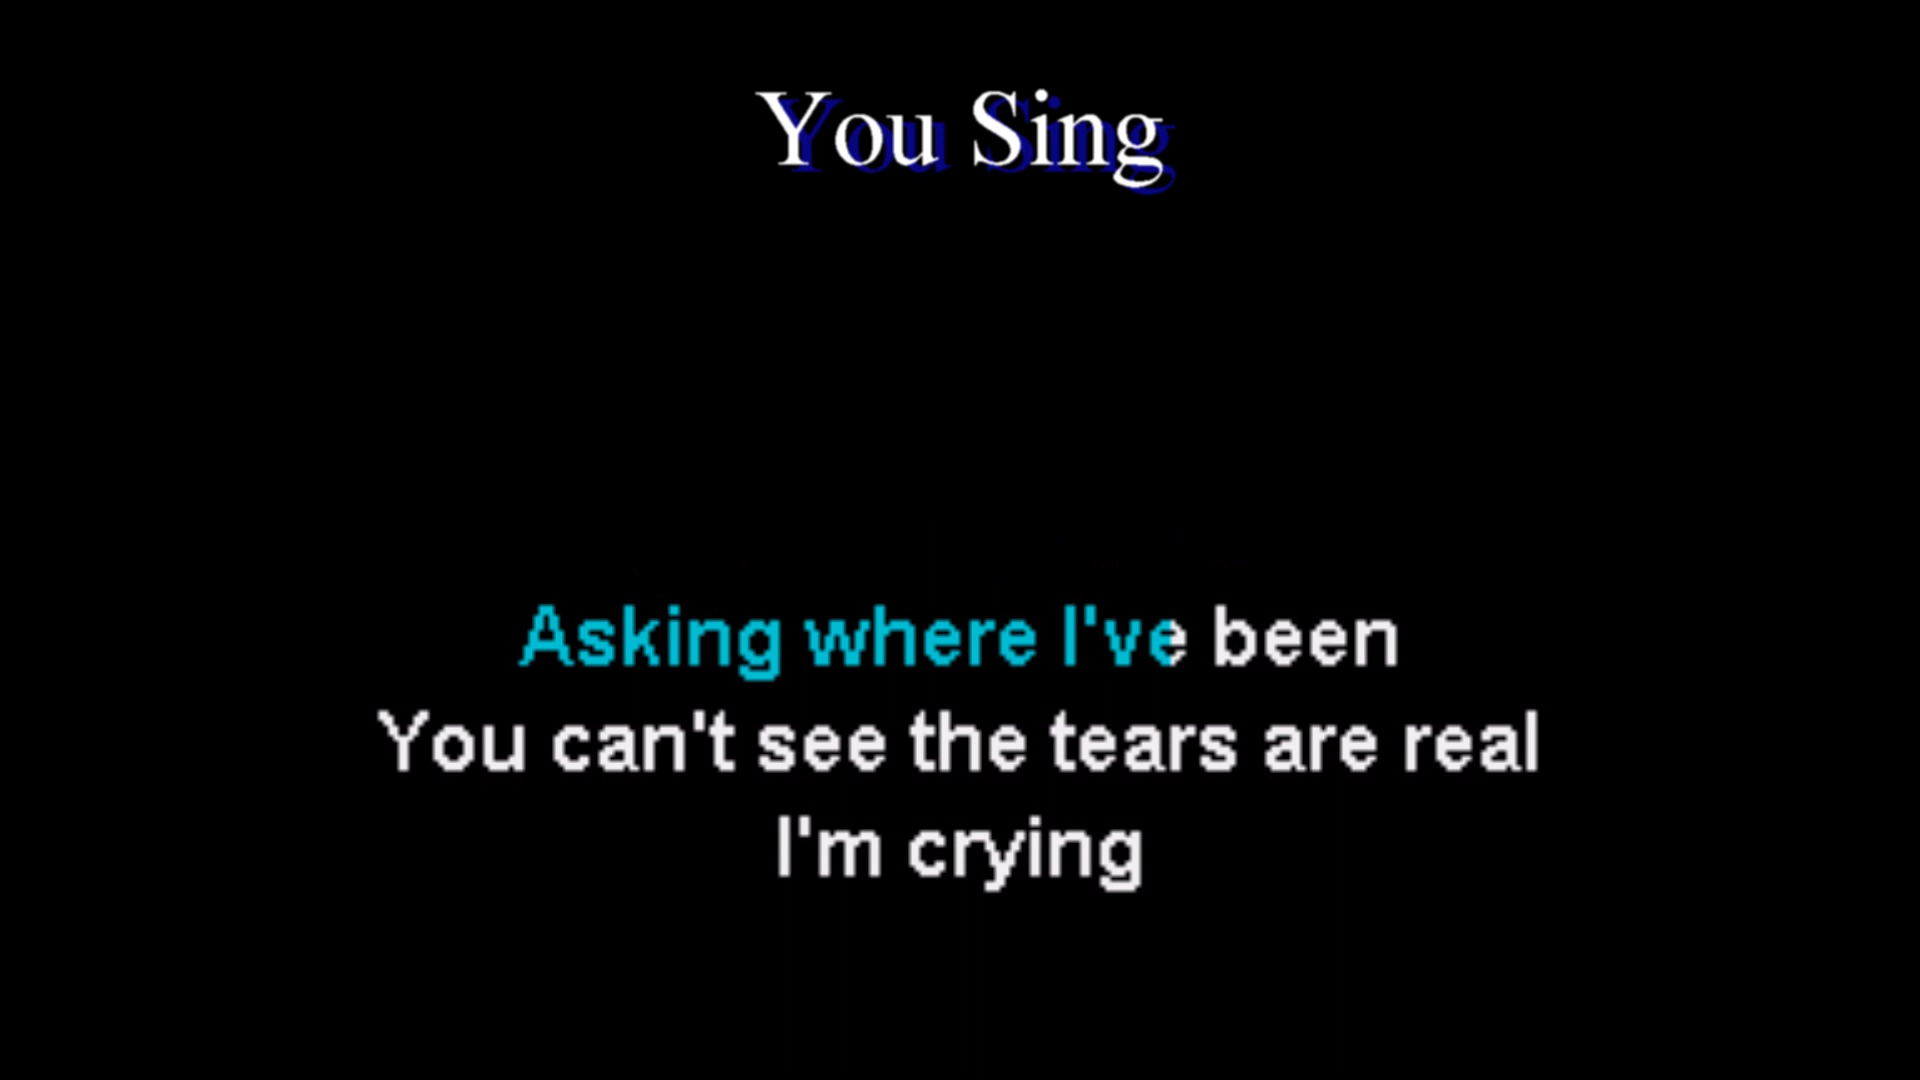 You Sing
Asking where I've been
You can't see the tears are real
I'm crying